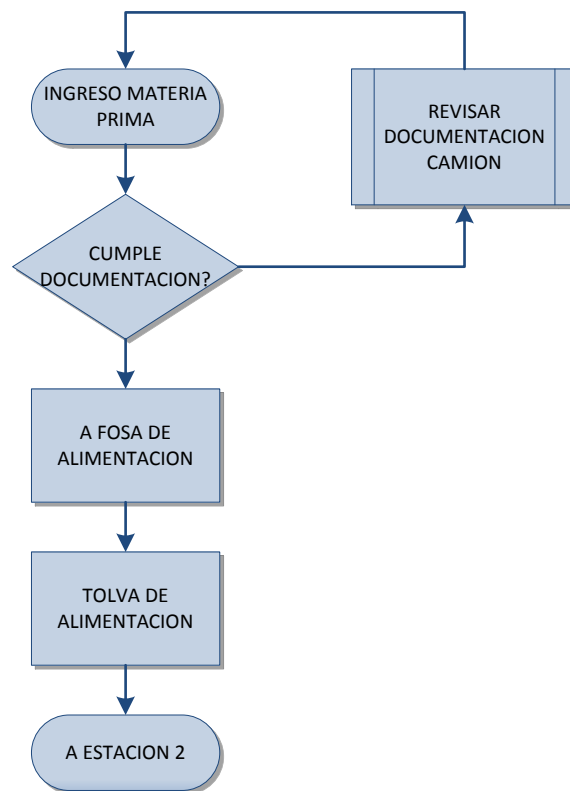 INGRESO MATERIA
PRIMA
REVISAR
DOCUMENTACION
CAMION
CUMPLE
DOCUMENTACION?
A FOSA DE
ALIMENTACION
TOLVA DE
ALIMENTACION
A ESTACION 2